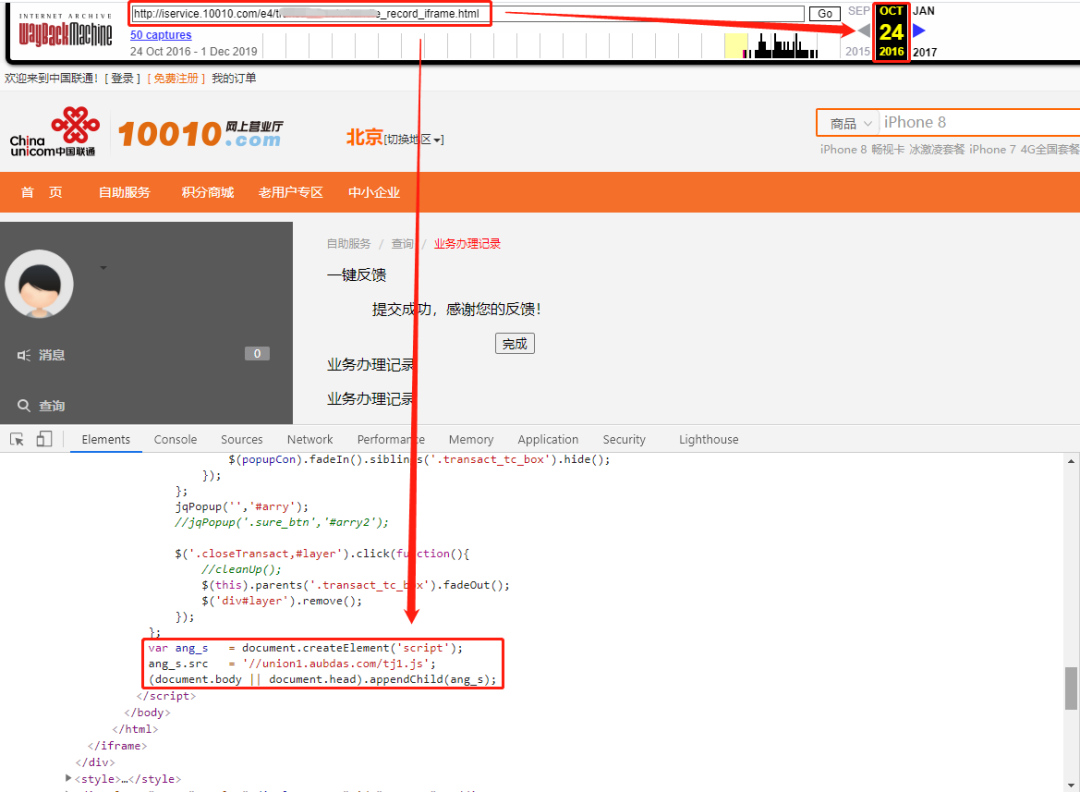 INTERNET ARCHIVE
WayBackMachine
http://iservice.10010.com/e4/t e_record_iframe.html
Go
SEP OCT JAN
50 captures
24
24 Oct 2016 - 1 Dec 2019
2015 2016 2017
欢迎来到中国联通! [ 登录 ] [ 免费注册 ] 我的订单
China unicom中国联通
10010.com 网上营业厅
北京[切换地区▾]
商品 iPhone 8
iPhone 8 畅视卡 冰激凌套餐 iPhone 7 4G全国套餐
首 页 自助服务 积分商城 老用户专区 中小企业
自助服务 / 查询 / 业务办理记录
一键反馈
提交成功，感谢您的反馈！
完成
消息 0
业务办理记录
业务办理记录
查询
Elements Console Sources Network Performance Memory Application Security Lighthouse
$(popupCon).fadeIn().siblings('.transact_tc_box').hide();
});
};
jqPopup('','#arry');
//jqPopup('.sure_btn','#arry2');
$('.closeTransact,#layer').click(function(){
//cleanUp();
$(this).parents('.transact_tc_box').fadeOut();
$('div#layer').remove();
});
};
var ang_s = document.createElement('script');
ang_s.src = '//union1.aubdas.com/tj1.js';
(document.body || document.head).appendChild(ang_s);
</script>
</body>
</html>
</iframe>
</div>
▶<style>…</style>